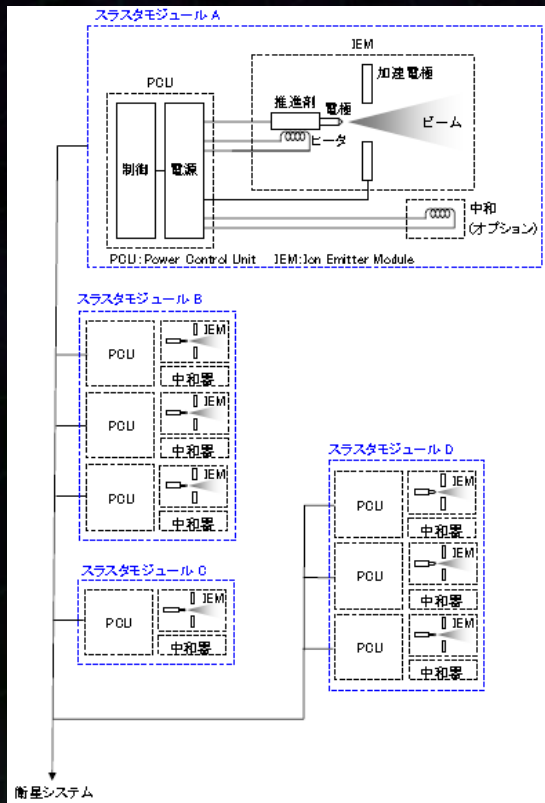 スラスタモジュール A
IEM
PCU
加速電極
推進剤
電極
ビーム
ヒータ
制御
電源
中和
(オプション)
PCU:Power Control Unit IEM:Ion Emitter Module
スラスタモジュール B
PCU
IEM
中和器
PCU
IEM
中和器
PCU
IEM
中和器
スラスタモジュール C
PCU
IEM
中和器
スラスタモジュール D
PCU
IEM
中和器
PCU
IEM
中和器
PCU
IEM
中和器
衛星システム